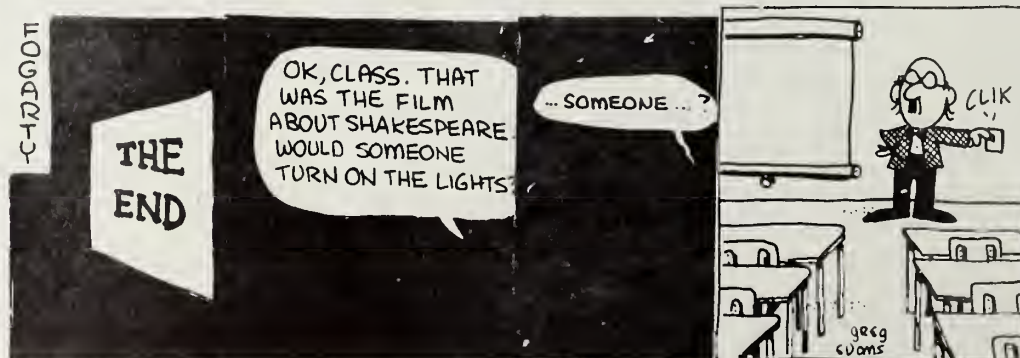 FOGARTY
THE
END
OK, CLASS. THAT
WAS THE FILM
ABOUT SHAKESPEARE
WOULD SOMEONE
TURN ON THE LIGHTS?
... SOMEONE ... ?
CLIK
greg